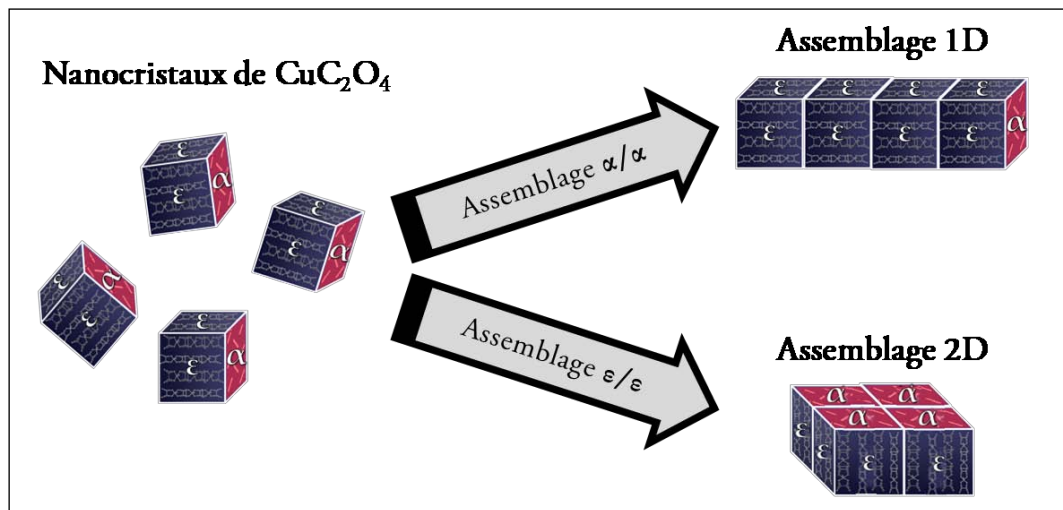 Nanocristaux de CuC₂O₄
ε
α
ε
ε
α
ε
ε
α
ε
ε
α
ε
Assemblage α/α
Assemblage ε/ε
Assemblage 1D
ε ε ε ε
ε ε ε ε α
Assemblage 2D
α α
α α
ε ε ε ε